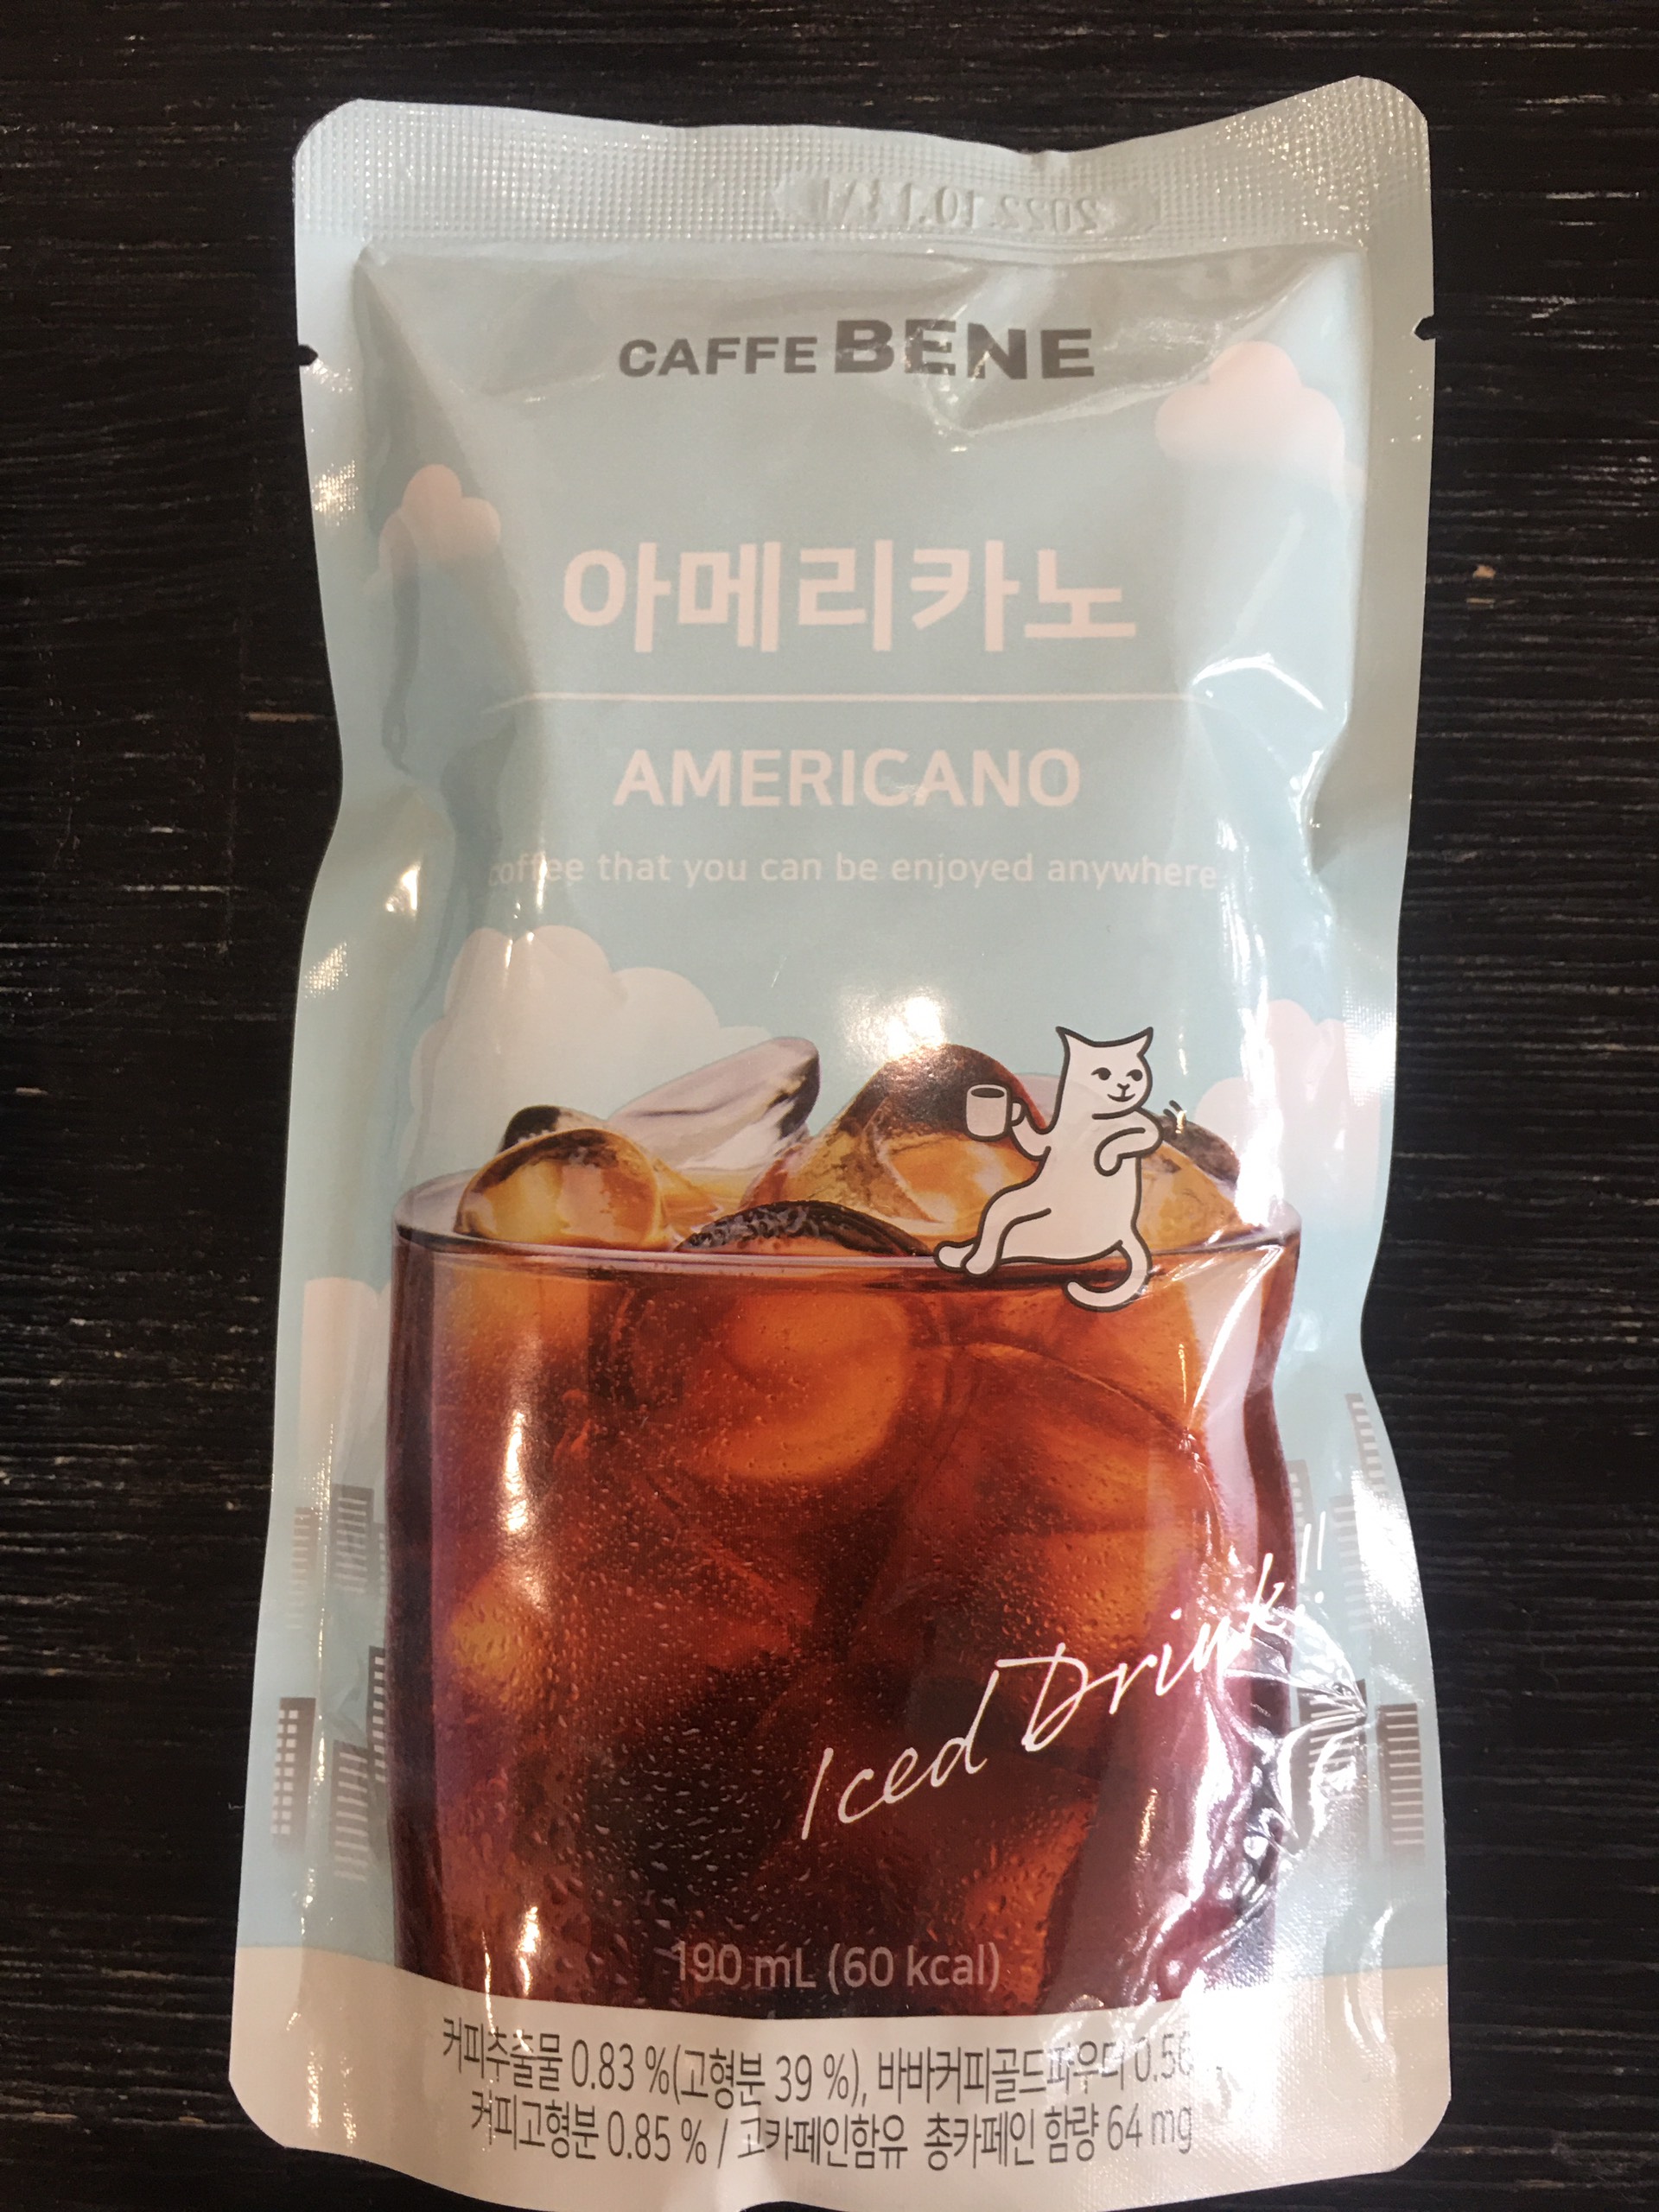 CAFFE BENE
아메리카노
AMERICANO
coffee that you can be enjoyed anywhere
Iced Drink!!
190 mL (60 kcal)
커피추출물 0.83 %(고형분 39 %), 바바커피골드파우더 0.56
커피고형분 0.85 % / 고카페인함유 총카페인 함량 64 mg